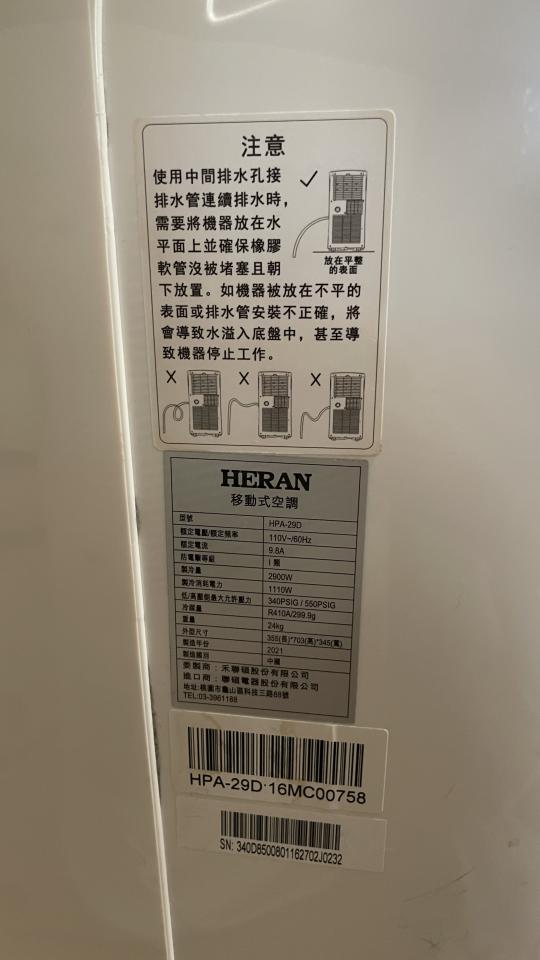 注意
使用中間排水孔接
排水管連續排水時，
需要將機器放在水
平面上並確保橡膠
軟管沒被堵塞且朝
下放置。如機器被放在不平的
表面或排水管安裝不正確，將
會導致水溢入底盤中，甚至導
致機器停止工作。
放在平整
的表面
HERAN
移動式空調
型號 HPA-29D
額定電壓/額定頻率 110V~/60Hz
額定電流 9.8A
防電擊等級 I 類
製冷量 2900W
製冷消耗電力 1110W
低/高壓側最大允許壓力 340PSIG / 550PSIG
冷媒量 R410A/299.9g
重量 24kg
外型尺寸 355(長)*703(高)*345(寬)
製造年份 2021
製造國別 中國
委製商：禾聯碩股份有限公司
進口商：聯碩電器股份有限公司
地址:桃園市龜山區科技三路88號
TEL:03-3961188
HPA-29D 16MC00758
SN: 340D8500801162702J0232